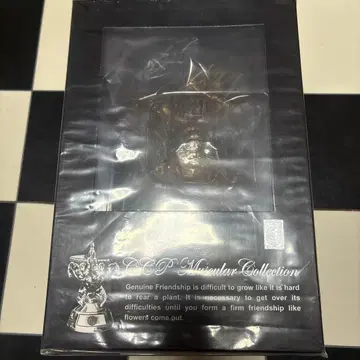 CCP Muscular Collection
Genuine Friendship is difficult to grow like it is hard
to rear a plant. It is necessary to get over its
difficulties until you form a firm friendship like
flowers come out.